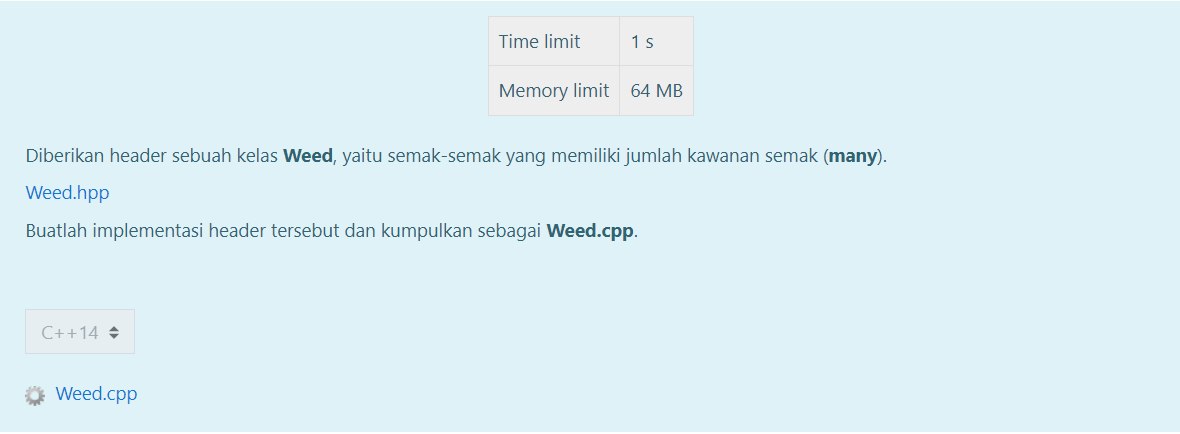 Time limit 1 s
Memory limit 64 MB
Diberikan header sebuah kelas Weed, yaitu semak-semak yang memiliki jumlah kawanan semak (many).
Weed.hpp
Buatlah implementasi header tersebut dan kumpulkan sebagai Weed.cpp.
C++14
Weed.cpp